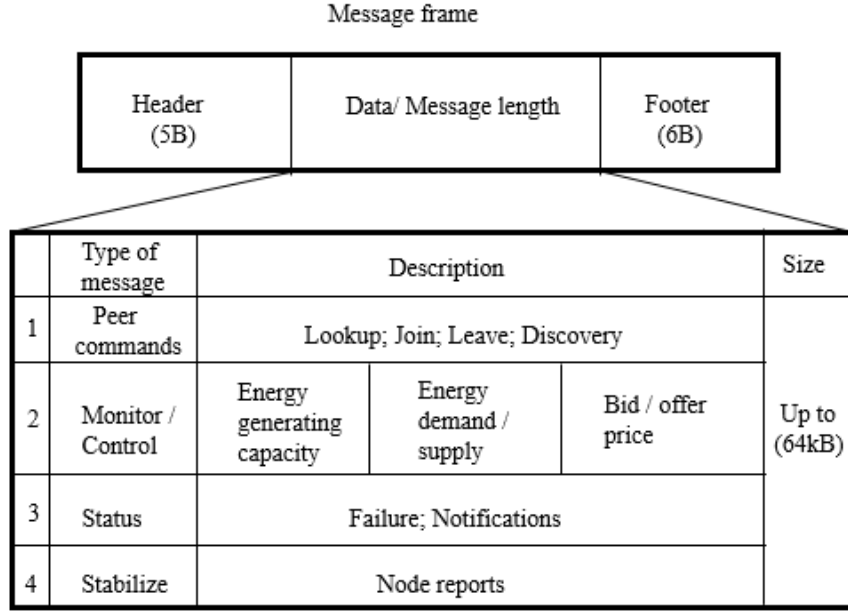 Message frame
Header
(5B)
Data/ Message length
Footer
(6B)
Type of
message
Description
Size
1
Peer
commands
Lookup; Join; Leave; Discovery
2
Monitor /
Control
Energy
generating
capacity
Energy
demand /
supply
Bid / offer
price
Up to
(64kB)
3
Status
Failure; Notifications
4
Stabilize
Node reports